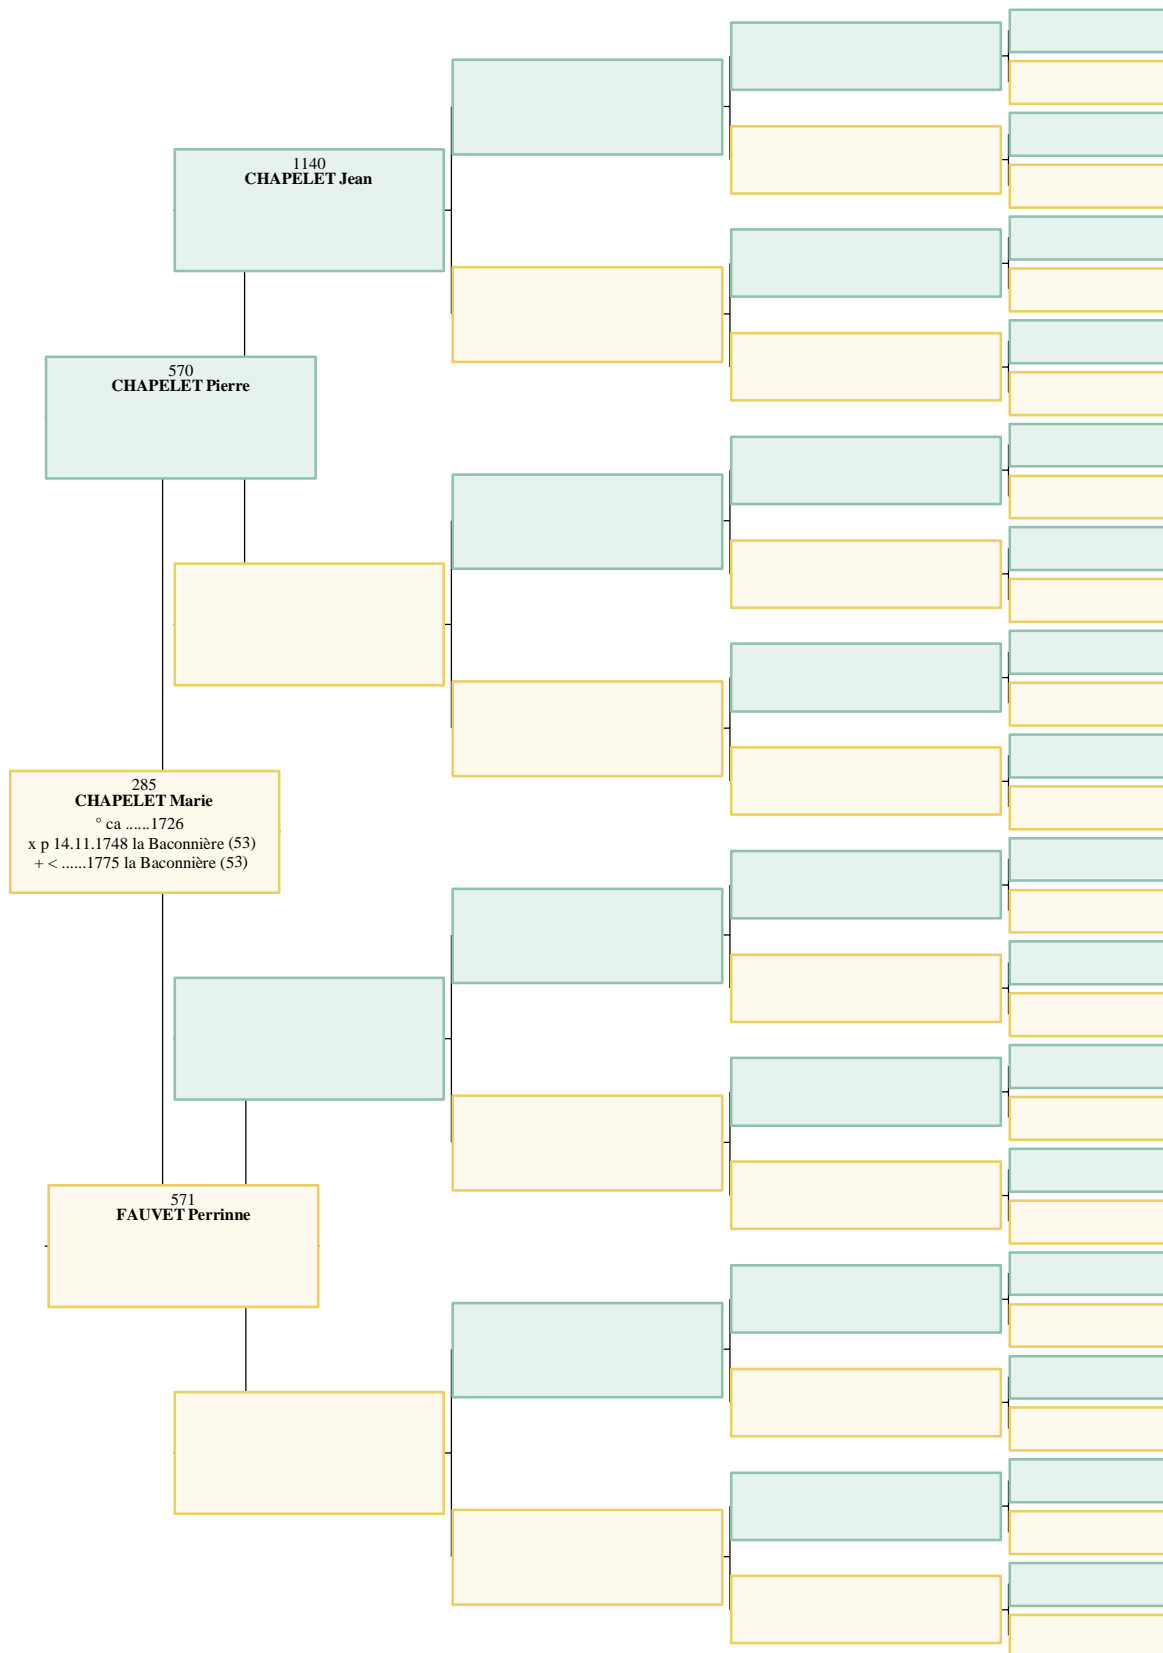 1140
CHAPELET Jean
570
CHAPELET Pierre
285
CHAPELET Marie
° ca ......1726
x p 14.11.1748 la Baconnière (53)
+ < ......1775 la Baconnière (53)
571
FAUVET Perrinne